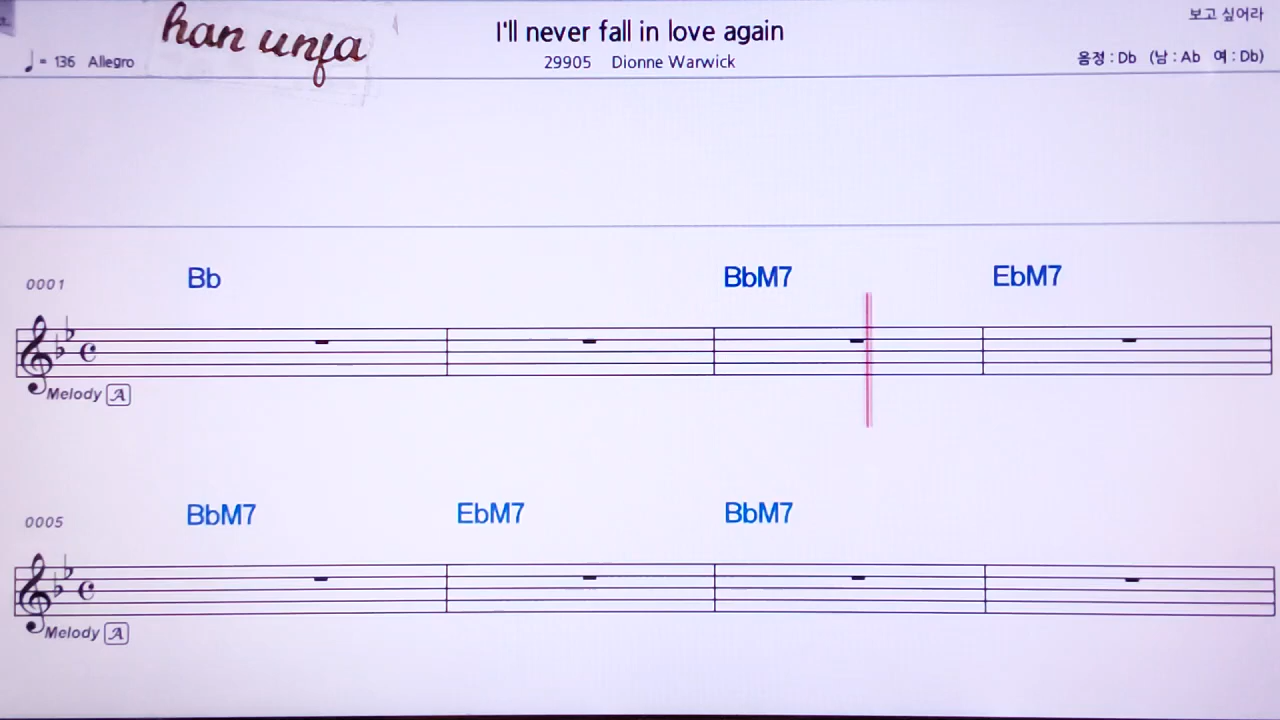 han unfa
I'll never fall in love again
보고 싶어라
♩ = 136 Allegro
29905 Dionne Warwick
음정 : Db (남 : Ab 여 : Db)
0001
Bb BbM7 EbM7
Melody A
0005
BbM7 EbM7 BbM7
Melody A